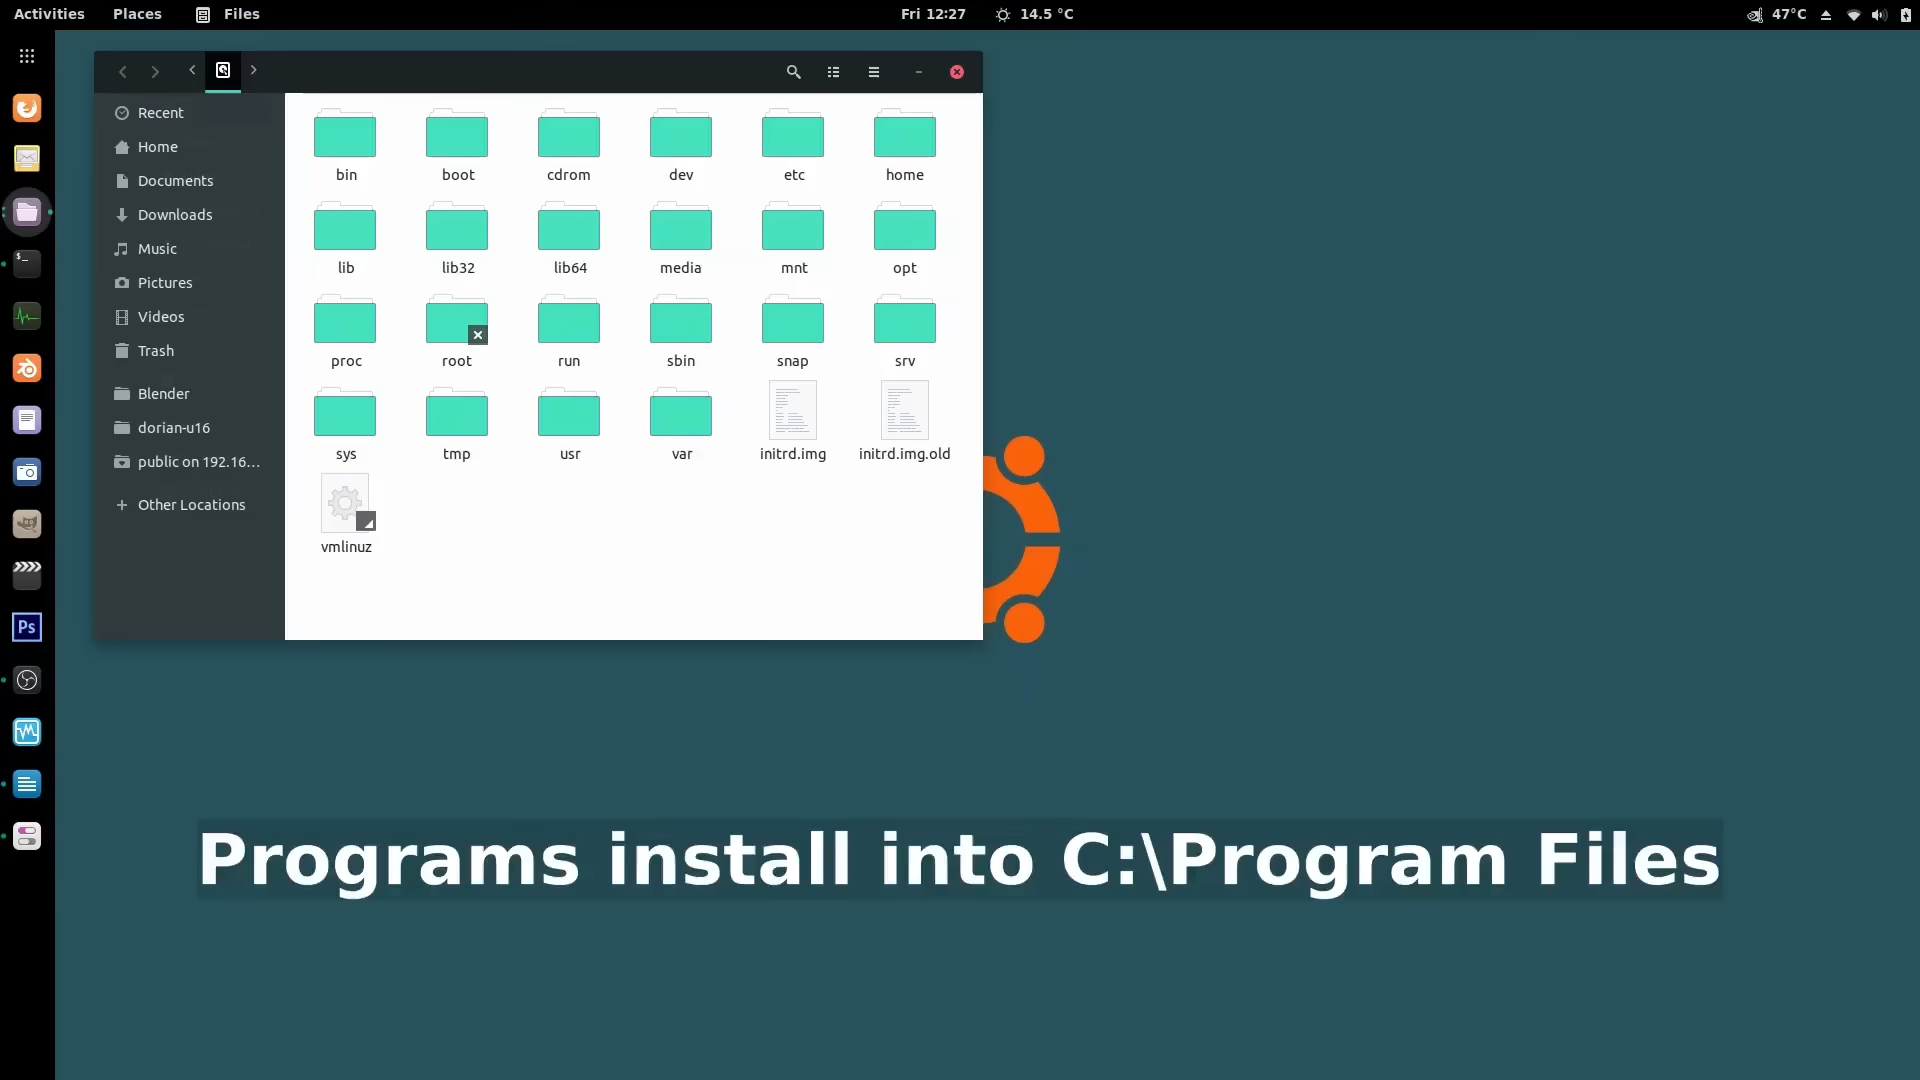 Activities Places Files Fri 12:27 14.5 °C 47°C
Recent
Home
Documents
Downloads
Music
Pictures
Videos
Trash
Blender
dorian-u16
public on 192.16…
Other Locations
bin boot cdrom dev etc home
lib lib32 lib64 media mnt opt
proc root run sbin snap srv
sys tmp usr var initrd.img initrd.img.old
vmlinuz
$_
Ps
Programs install into C:\Program Files